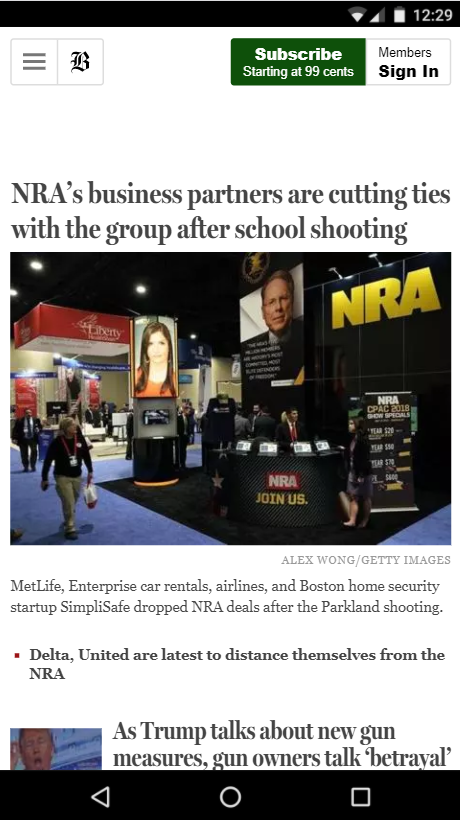 12:29
B
Subscribe
Starting at 99 cents
Members
Sign In
NRA’s business partners are cutting ties
with the group after school shooting
Liberty
NRA
NRA
CPAC 2018
SHOW SPECIALS
NRA
JOIN US.
ALEX WONG/GETTY IMAGES
MetLife, Enterprise car rentals, airlines, and Boston home security
startup SimpliSafe dropped NRA deals after the Parkland shooting.
Delta, United are latest to distance themselves from the
NRA
As Trump talks about new gun
measures, gun owners talk ‘betrayal’